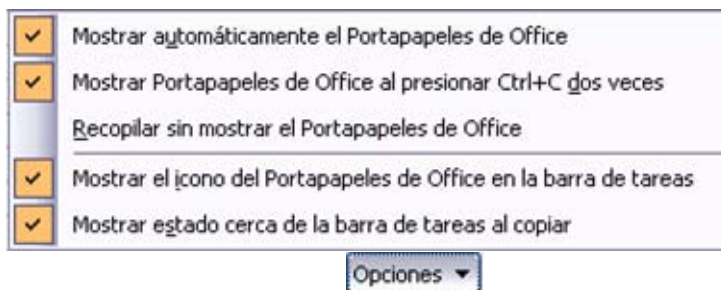 Mostrar automáticamente el Portapapeles de Office
Mostrar Portapapeles de Office al presionar Ctrl+C dos veces
Recopilar sin mostrar el Portapapeles de Office
Mostrar el icono del Portapapeles de Office en la barra de tareas
Mostrar estado cerca de la barra de tareas al copiar
Opciones